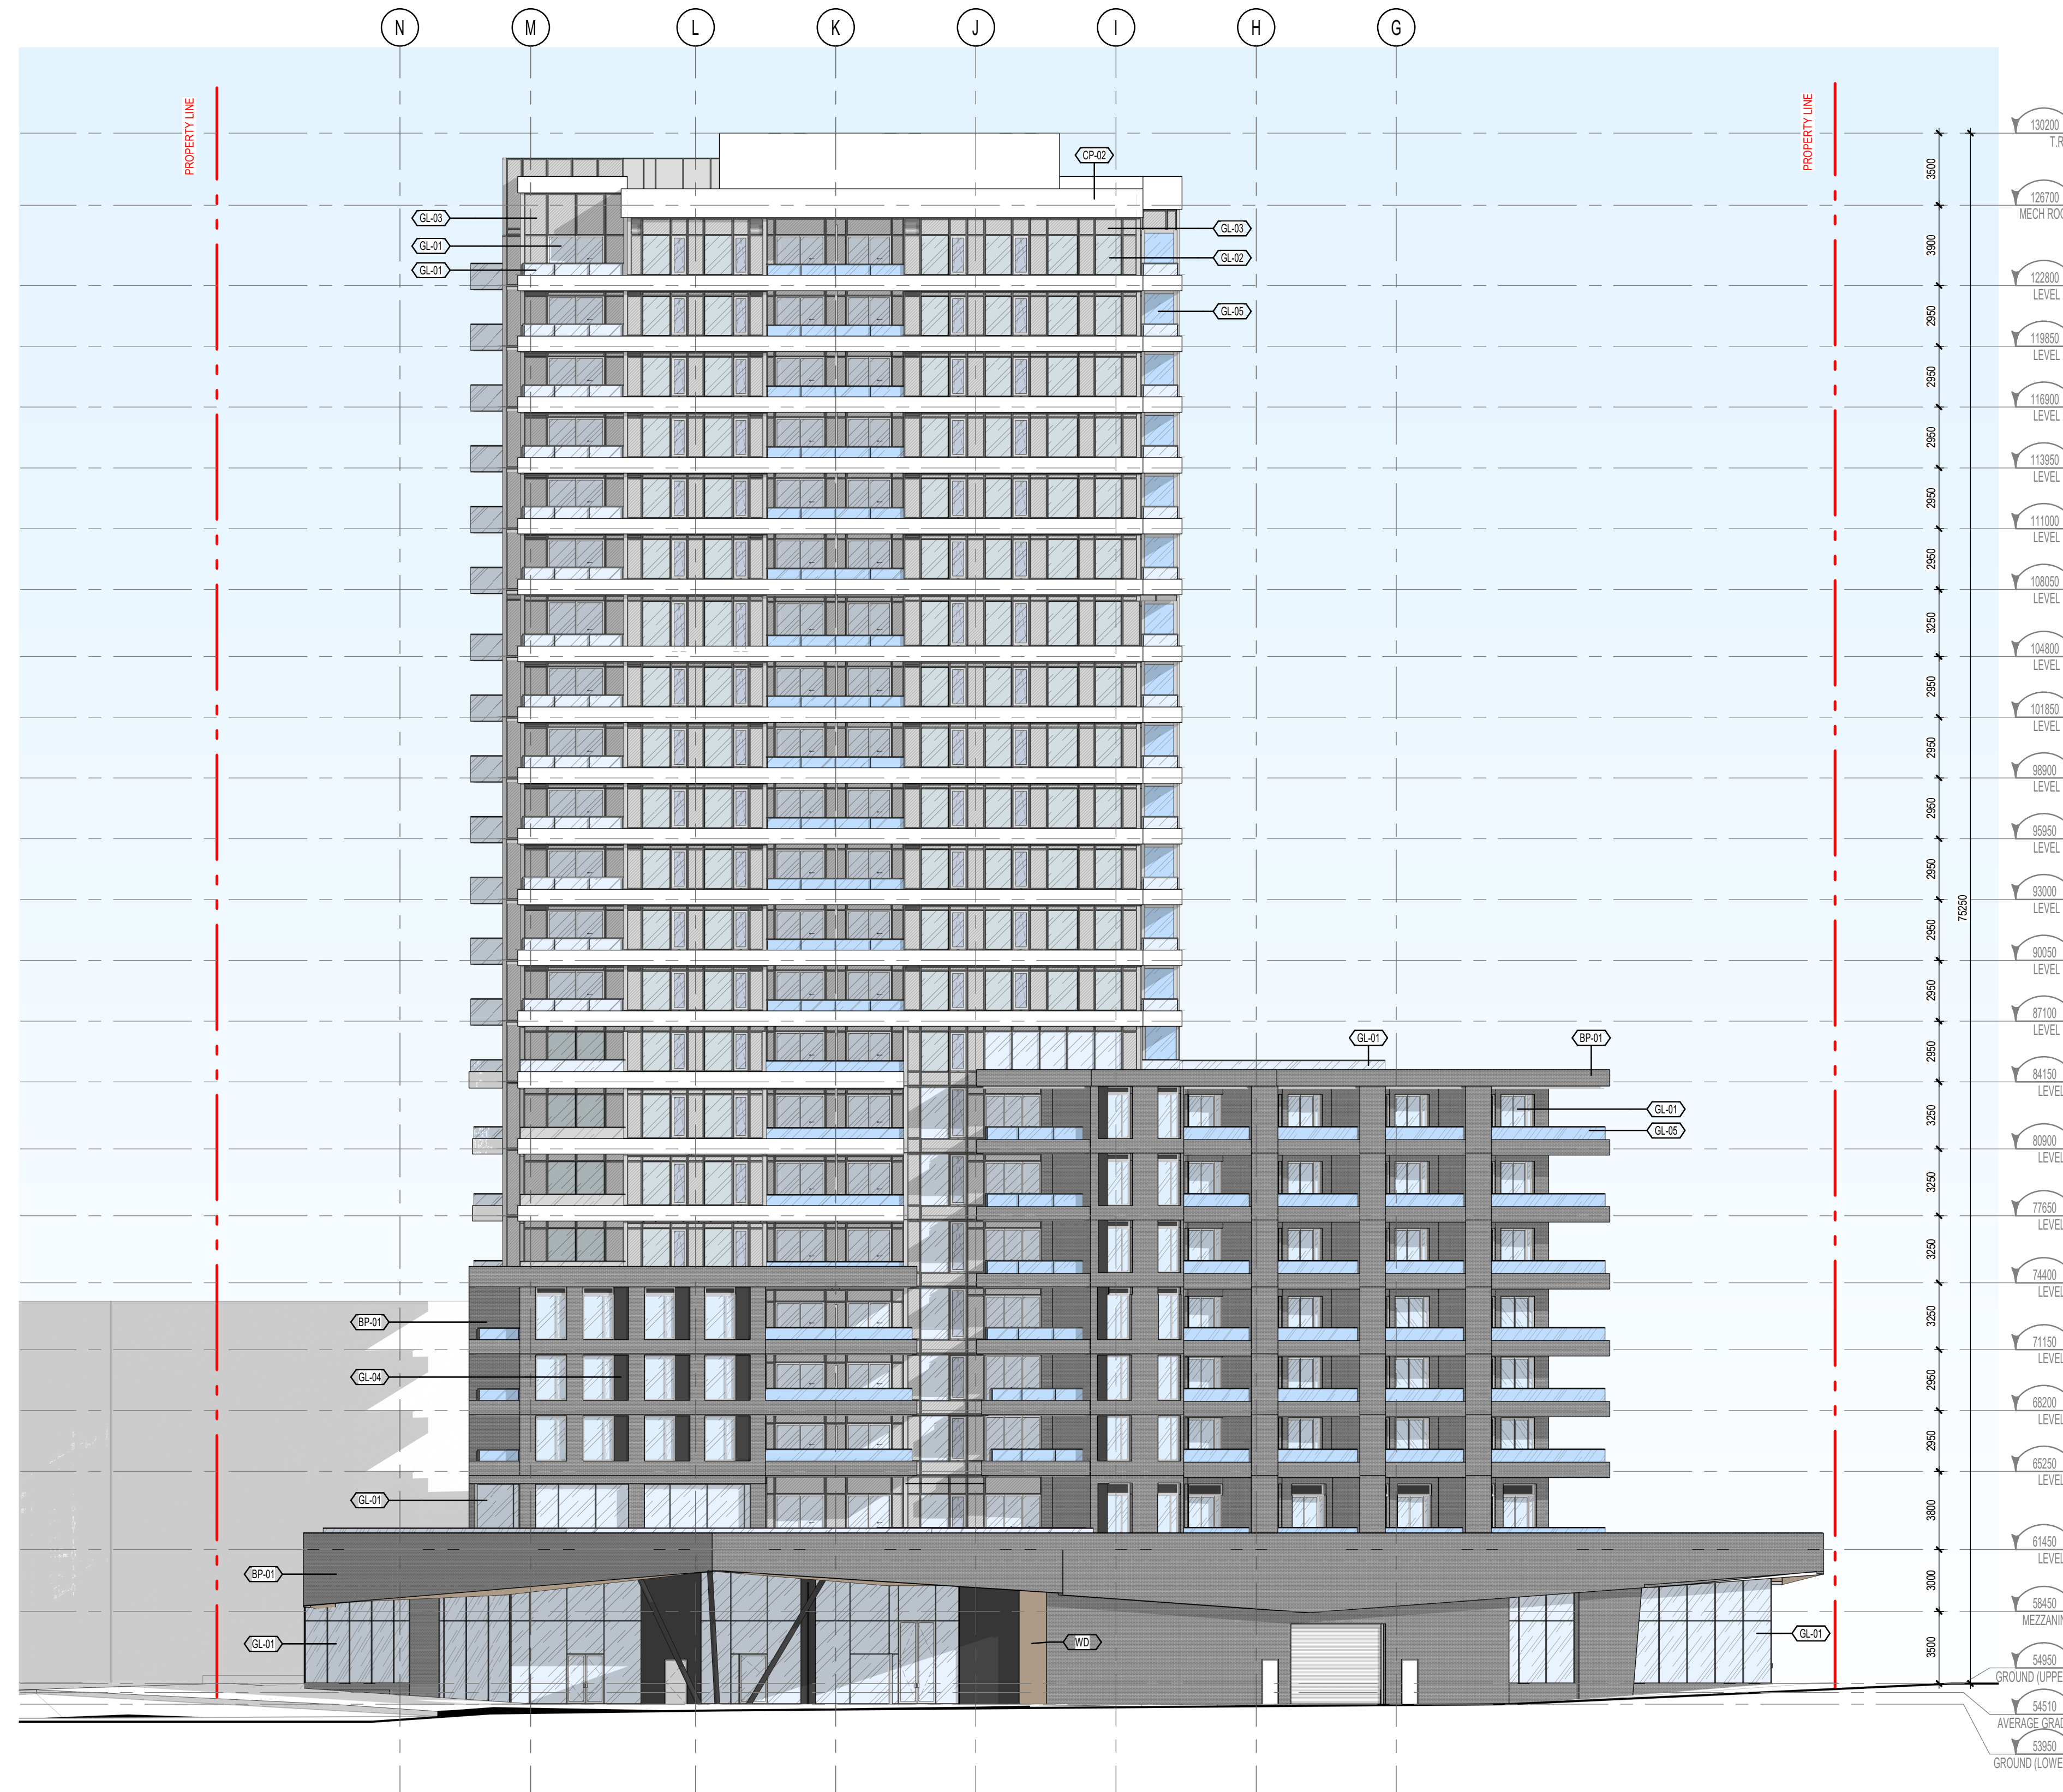 N M L K J I H G
PROPERTY LINE
PROPERTY LINE
130200
T.R
3500
CP-02
126700
MECH ROO
GL-03
GL-03
3900
GL-01
GL-02
GL-01
122800
LEVEL
GL-05
2950
119850
LEVEL
2950
116900
LEVEL
2950
113950
LEVEL
2950
111000
LEVEL
2950
108050
LEVEL
3250
104800
LEVEL
2950
101850
LEVEL
2950
98900
LEVEL
2950
95950
LEVEL
2950
93000
LEVEL
75250
2950
90050
LEVEL
2950
87100
LEVEL
GL-01
BP-01
2950
84150
LEVEL
GL-01
3250
GL-05
80900
LEVEL
3250
77650
LEVEL
3250
74400
LEVEL
BP-01
3250
71150
LEVEL
GL-04
2950
68200
LEVEL
2950
65250
LEVEL
GL-01
3800
61450
LEVEL
BP-01
3000
58450
MEZZANIN
GL-01
WD
GL-01
3500
54950
GROUND (UPPE
54510
AVERAGE GRAD
53950
GROUND (LOWE